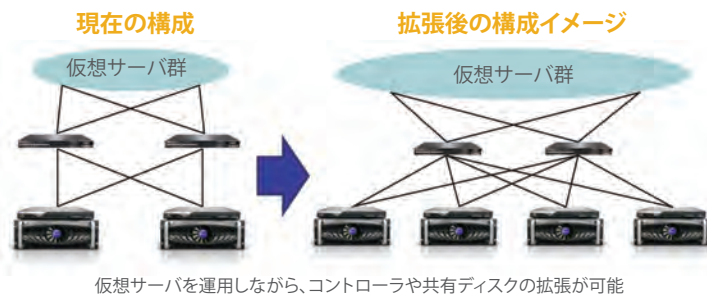 現在の構成
拡張後の構成イメージ
仮想サーバ群
仮想サーバ群
仮想サーバを運用しながら、コントローラや共有ディスクの拡張が可能